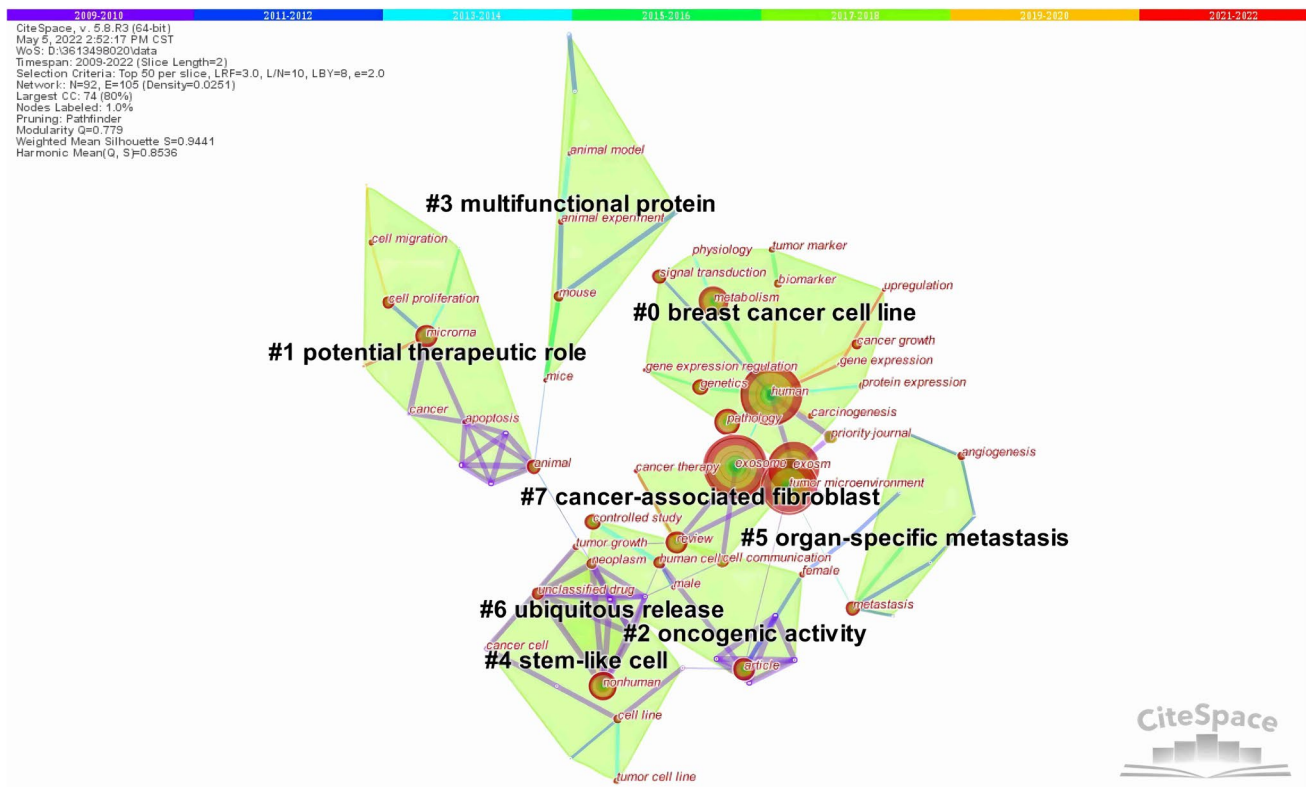 2009-2010 2011-2012 2013-2014 2015-2016 2017-2018 2019-2020 2021-2022
CiteSpace, v. 5.8.R3 (64-bit)
May 5, 2022 2:52:17 PM CST
WoS: D:\3613498020\data
Timespan: 2009-2022 (Slice Length=2)
Selection Criteria: Top 50 per slice, LRF=3.0, L/N=10, LBY=8, e=2.0
Network: N=92, E=105 (Density=0.0251)
Largest CC: 74 (80%)
Nodes Labeled: 1.0%
Pruning: Pathfinder
Modularity Q=0.779
Weighted Mean Silhouette S=0.9441
Harmonic Mean(Q, S)=0.8536
animal model
#3 multifunctional protein
animal experiment
cell migration
physiology
tumor marker
signal transduction
biomarker
upregulation
mouse
cell proliferation
metabolism
#0 breast cancer cell line
microrna
cancer growth
#1 potential therapeutic role
gene expression
gene expression regulation
mice
genetics
protein expression
human
cancer
apoptosis
pathology
carcinogenesis
priority journal
angiogenesis
animal
cancer therapy
exosome
exosm
tumor microenvironment
#7 cancer-associated fibroblast
controlled study
review
#5 organ-specific metastasis
tumor growth
neoplasm
human cell
cell communication
female
male
unclassified drug
metastasis
#6 ubiquitous release
#2 oncogenic activity
cancer cell
#4 stem-like cell
article
nonhuman
cell line
tumor cell line
CiteSpace